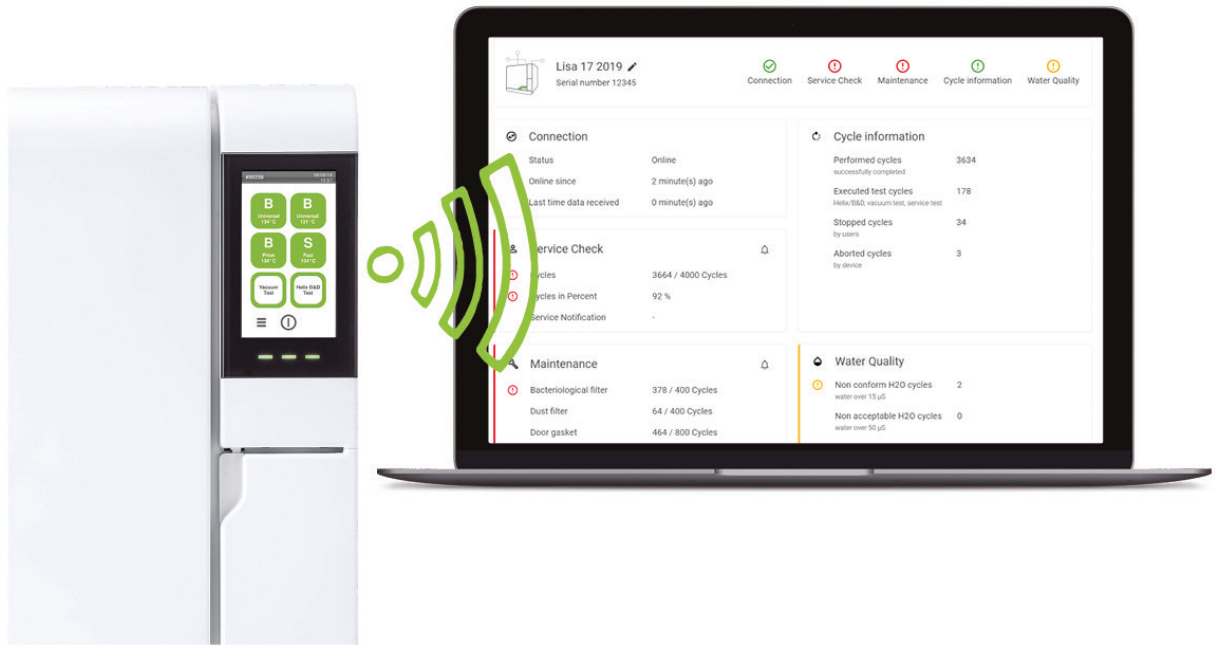 #00208
B
Universal
134°C
B
Universal
121°C
B
Prion
134°C
S
Fast
134°C
Vacuum
Test
Helix B&D
Test
Lisa 17 2019
Serial number 12345
Connection
Service Check
Maintenance
Cycle information
Water Quality
Connection
Status Online
Online since 2 minute(s) ago
Last time data received 0 minute(s) ago
Service Check
Cycles 3664 / 4000 Cycles
Cycles in Percent 92 %
Service Notification -
Maintenance
Bacteriological filter 378 / 400 Cycles
Dust filter 64 / 400 Cycles
Door gasket 464 / 800 Cycles
Cycle information
Performed cycles 3634
successfully completed
Executed test cycles 178
Helix/B&D, vacuum test, service test
Stopped cycles 34
by users
Aborted cycles 3
by device
Water Quality
Non conform H2O cycles 2
water over 15 µS
Non acceptable H2O cycles 0
water over 50 µS